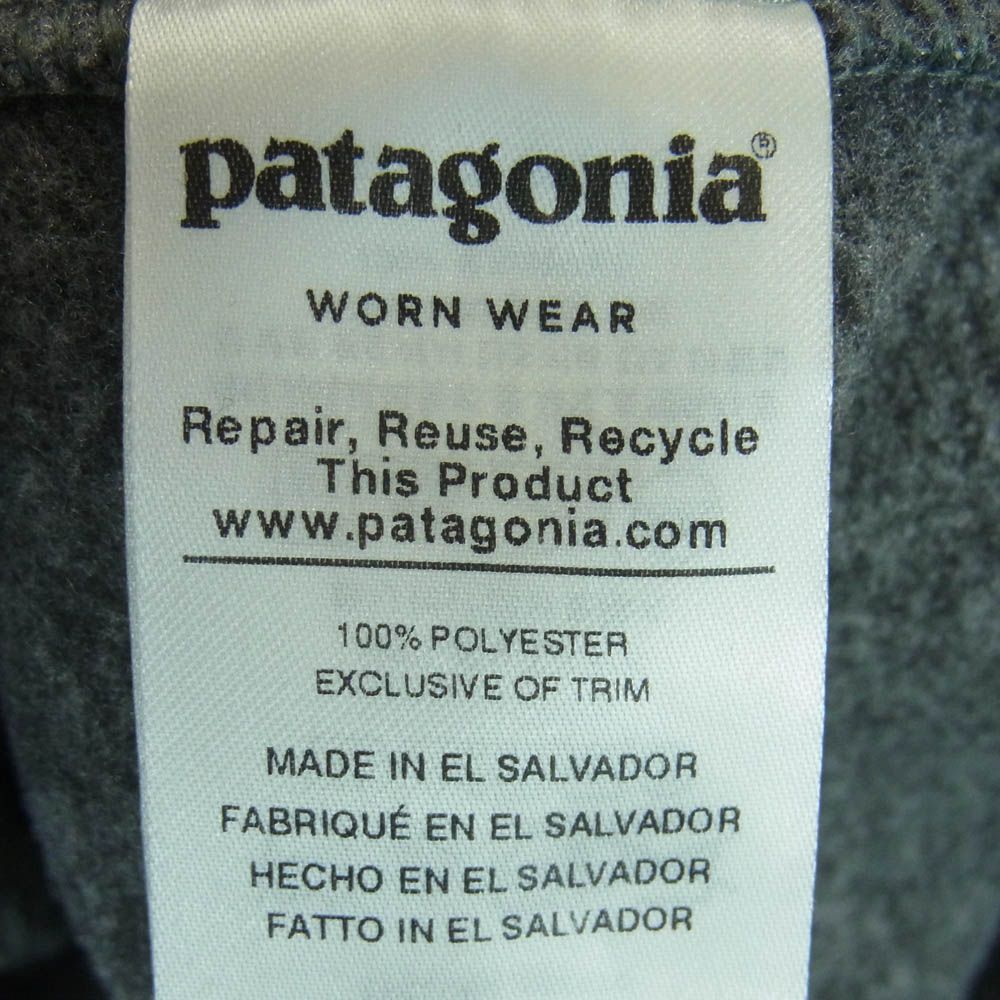 patagonia®
WORN WEAR
Repair, Reuse, Recycle
This Product
www.patagonia.com
100% POLYESTER
EXCLUSIVE OF TRIM
MADE IN EL SALVADOR
FABRIQUÉ EN EL SALVADOR
HECHO EN EL SALVADOR
FATTO IN EL SALVADOR